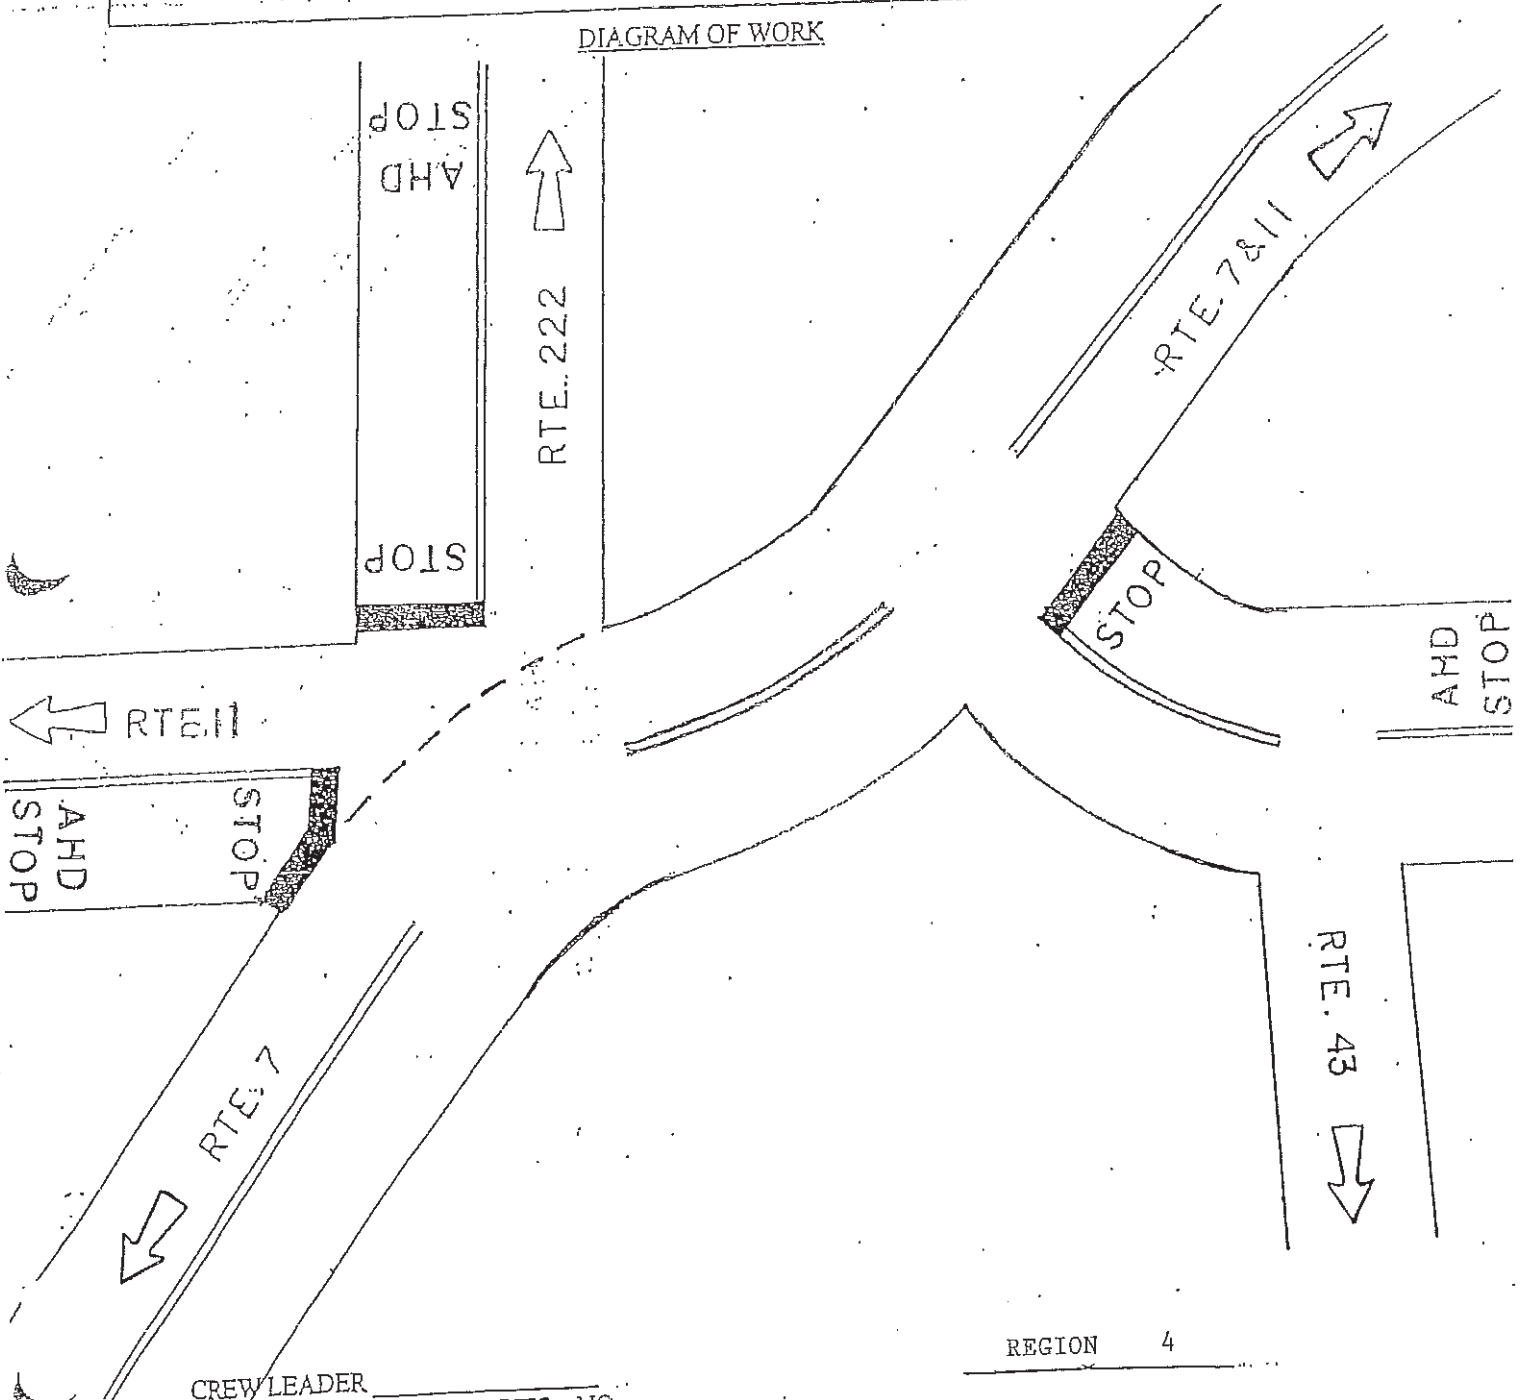 DIAGRAM OF WORK
STOP
AHD
RTE. 222
STOP
RTE. 7 & 11
STOP
AHD
STOP
RTE. 11
STOP
AHD
STOP
RTE. 43
RTE. 7
REGION 4
CREW LEADER